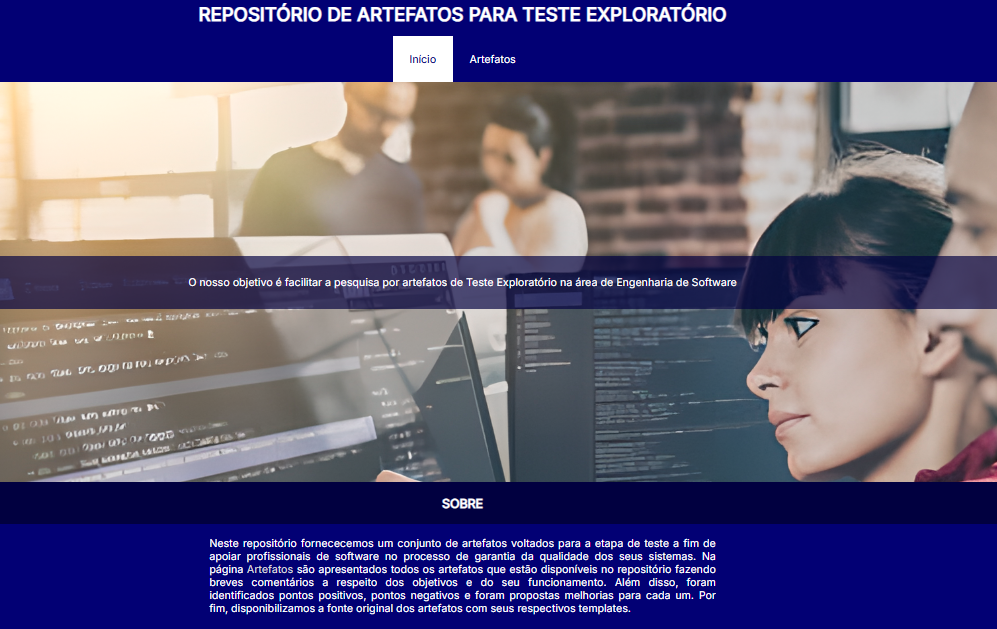 REPOSITÓRIO DE ARTEFATOS PARA TESTE EXPLORATÓRIO
Início
Artefatos
O nosso objetivo é facilitar a pesquisa por artefatos de Teste Exploratório na área de Engenharia de Software
SOBRE
Neste repositório fornececemos um conjunto de artefatos voltados para a etapa de teste a fim de
apoiar profissionais de software no processo de garantia da qualidade dos seus sistemas. Na
página Artefatos são apresentados todos os artefatos que estão disponíveis no repositório fazendo
breves comentários a respeito dos objetivos e do seu funcionamento. Além disso, foram
identificados pontos positivos, pontos negativos e foram propostas melhorias para cada um. Por
fim, disponibilizamos a fonte original dos artefatos com seus respectivos templates.